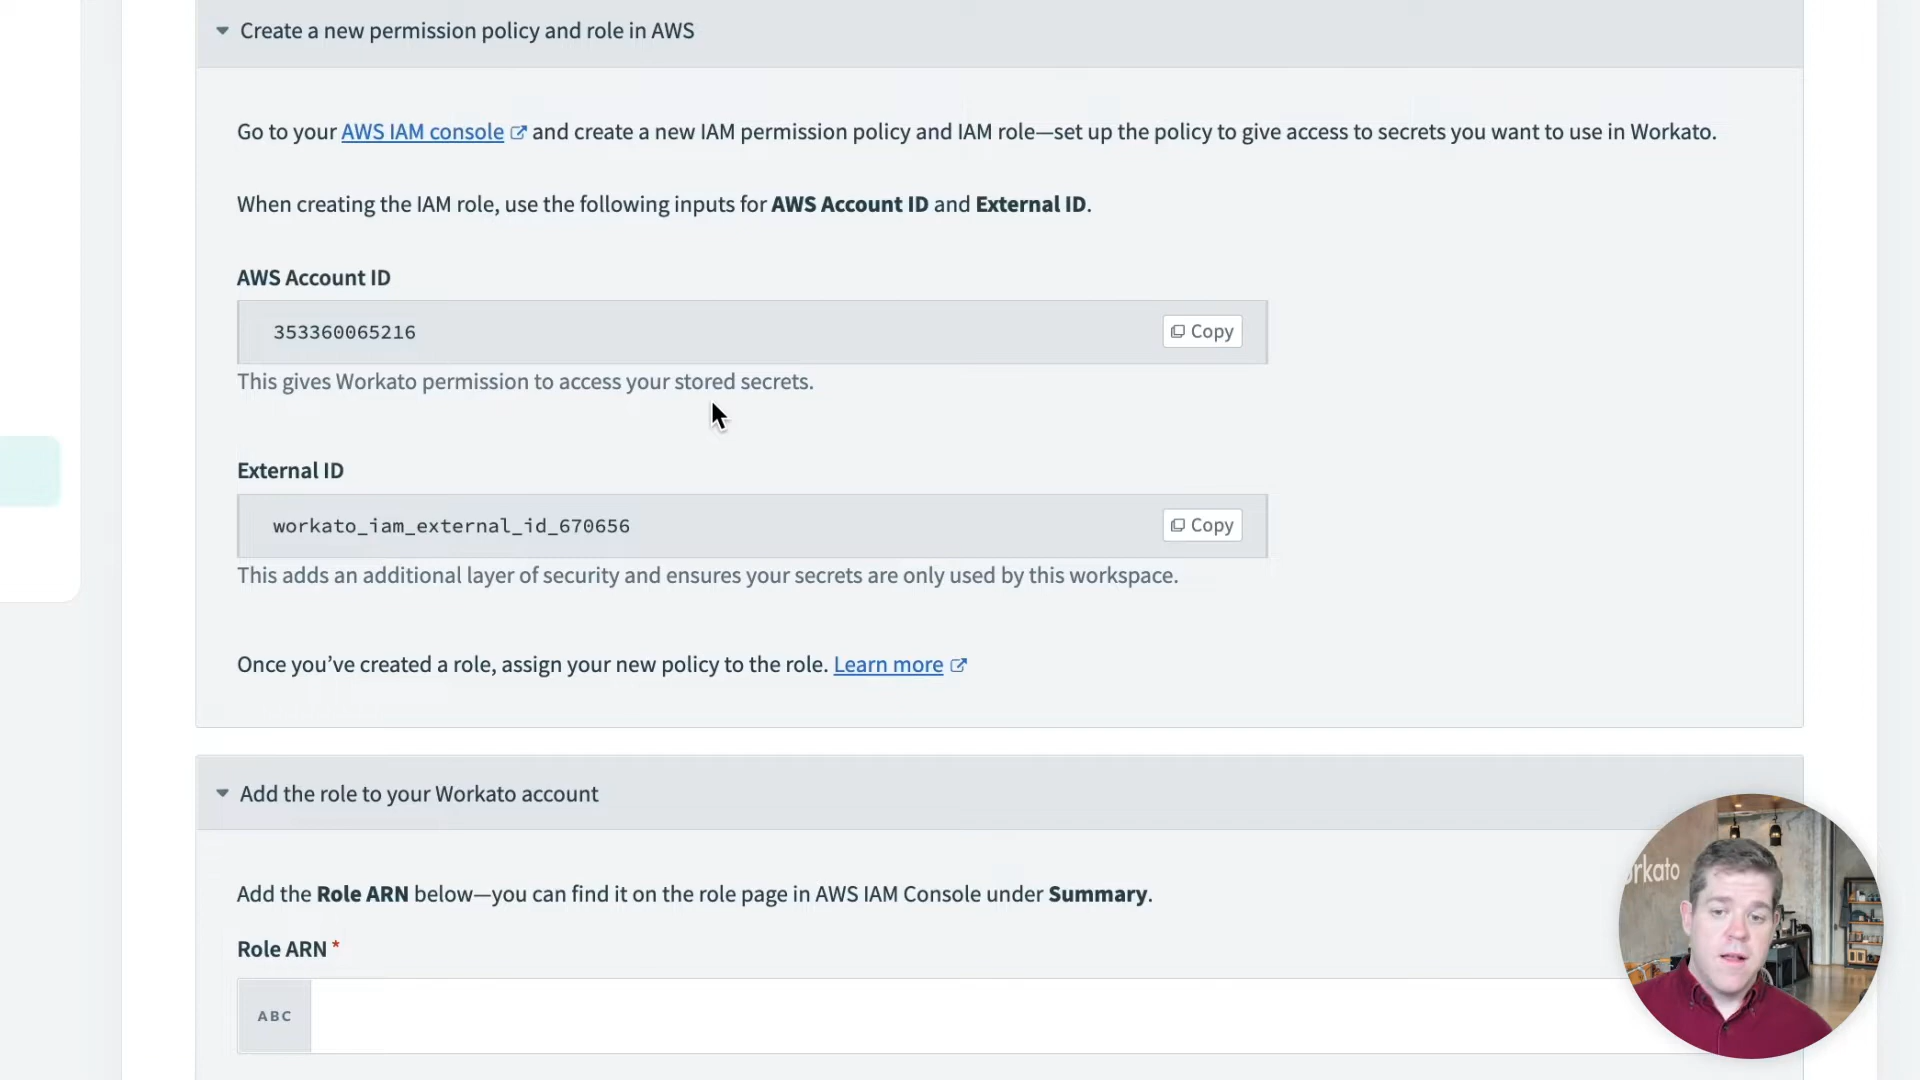 Create a new permission policy and role in AWS
Go to your AWS IAM console and create a new IAM permission policy and IAM role—set up the policy to give access to secrets you want to use in Workato.
When creating the IAM role, use the following inputs for AWS Account ID and External ID.
AWS Account ID
353360065216
Copy
This gives Workato permission to access your stored secrets.
External ID
workato_iam_external_id_670656
Copy
This adds an additional layer of security and ensures your secrets are only used by this workspace.
Once you’ve created a role, assign your new policy to the role. Learn more
Add the role to your Workato account
Add the Role ARN below—you can find it on the role page in AWS IAM Console under Summary.
Role ARN *
ABC
rkato